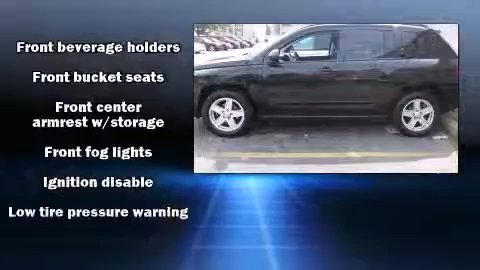 Front beverage holders
Front bucket seats
Front center
armrest w/storage
Front fog lights
Ignition disable
Low tire pressure warning